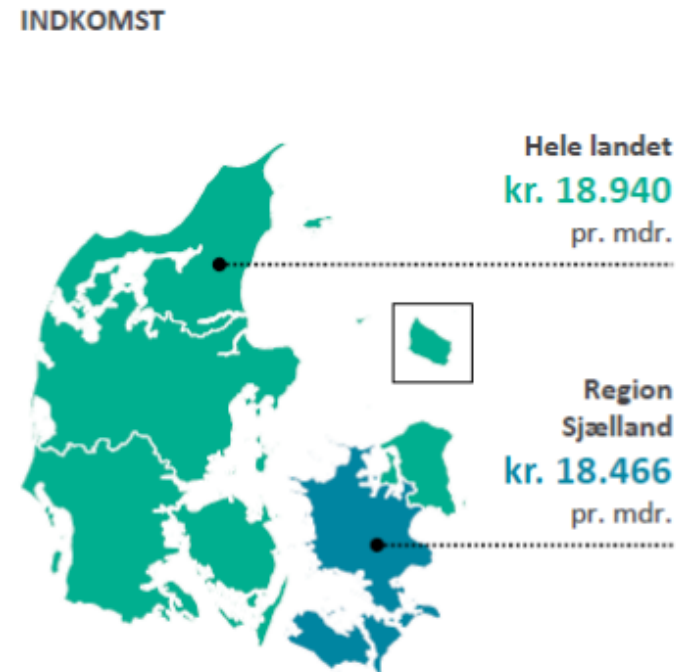 INDKOMST
Hele landet
kr. 18.940
pr. mdr.
Region
Sjælland
kr. 18.466
pr. mdr.